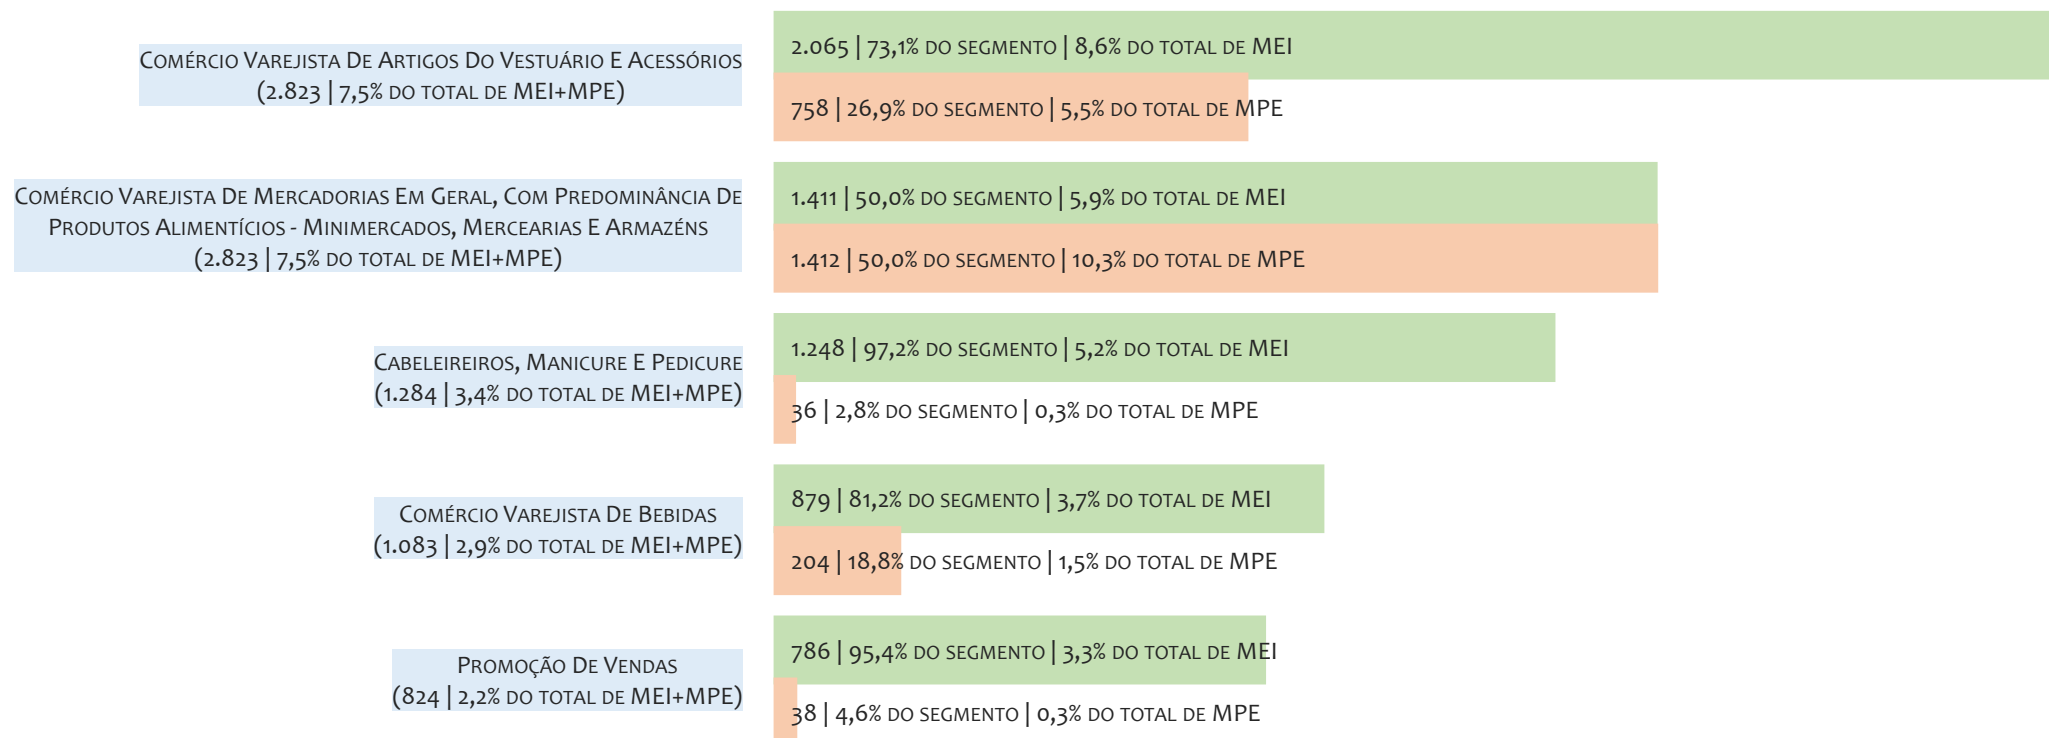 Comércio Varejista De Artigos Do Vestuário E Acessórios
(2.823 | 7,5% do total de MEI+MPE)
2.065 | 73,1% do segmento | 8,6% do total de MEI
758 | 26,9% do segmento | 5,5% do total de MPE
Comércio Varejista De Mercadorias Em Geral, Com Predominância De
Produtos Alimentícios - Minimercados, Mercearias E Armazéns
(2.823 | 7,5% do total de MEI+MPE)
1.411 | 50,0% do segmento | 5,9% do total de MEI
1.412 | 50,0% do segmento | 10,3% do total de MPE
Cabeleireiros, Manicure E Pedicure
(1.284 | 3,4% do total de MEI+MPE)
1.248 | 97,2% do segmento | 5,2% do total de MEI
36 | 2,8% do segmento | 0,3% do total de MPE
Comércio Varejista De Bebidas
(1.083 | 2,9% do total de MEI+MPE)
879 | 81,2% do segmento | 3,7% do total de MEI
204 | 18,8% do segmento | 1,5% do total de MPE
Promoção De Vendas
(824 | 2,2% do total de MEI+MPE)
786 | 95,4% do segmento | 3,3% do total de MEI
38 | 4,6% do segmento | 0,3% do total de MPE